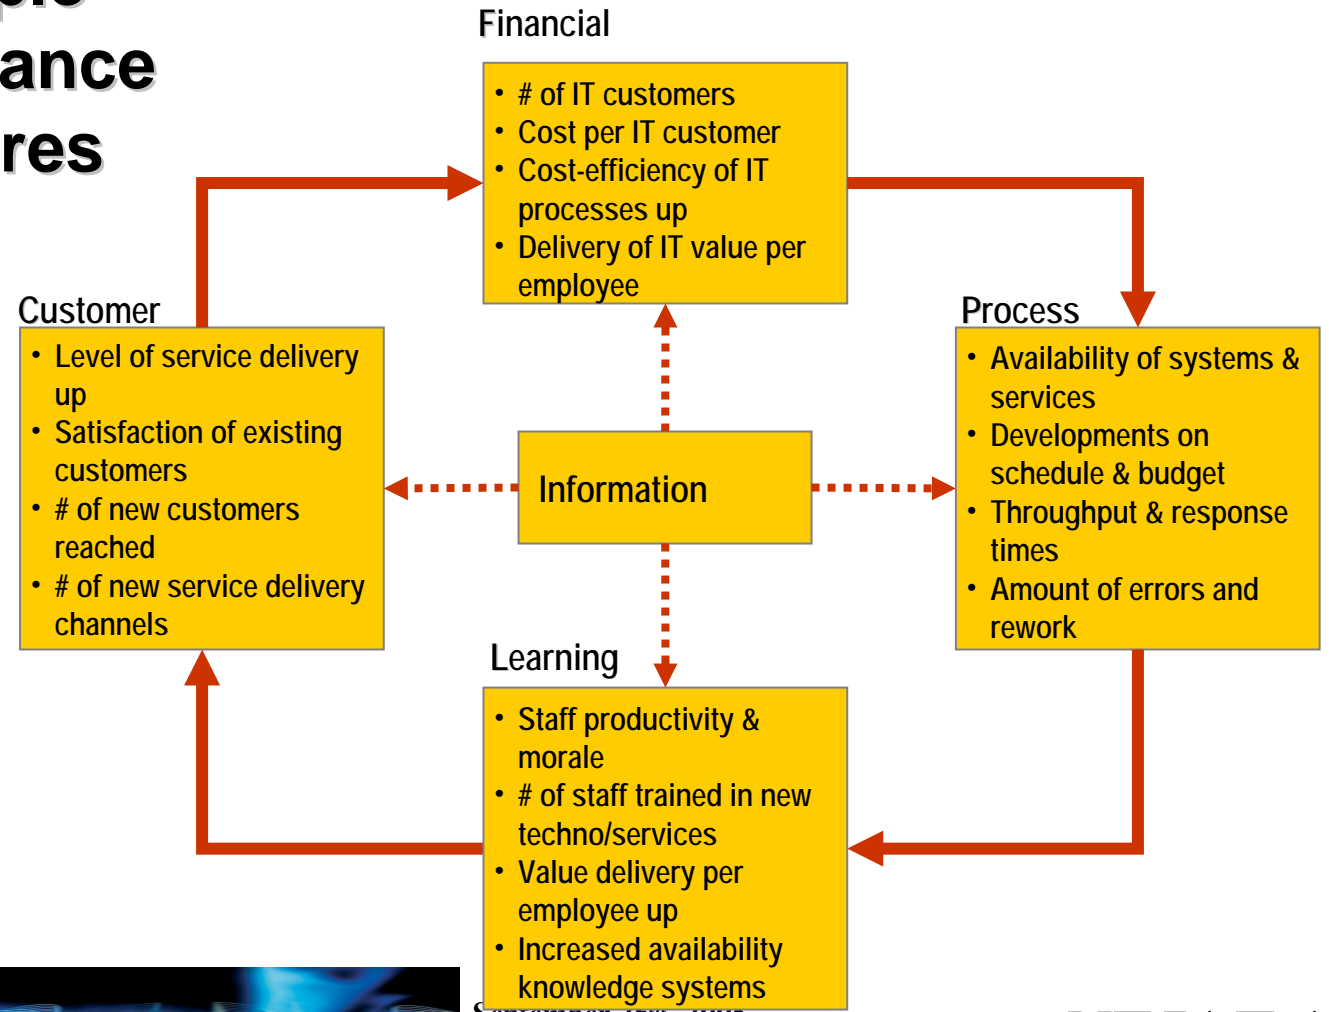 ance
res
Financial
• # of IT customers
• Cost per IT customer
• Cost-efficiency of IT
processes up
• Delivery of IT value per
employee
Customer
• Level of service delivery
up
• Satisfaction of existing
customers
• # of new customers
reached
• # of new service delivery
channels
Process
• Availability of systems &
services
• Developments on
schedule & budget
• Throughput & response
times
• Amount of errors and
rework
Information
Learning
• Staff productivity &
morale
• # of staff trained in new
techno/services
• Value delivery per
employee up
• Increased availability
knowledge systems